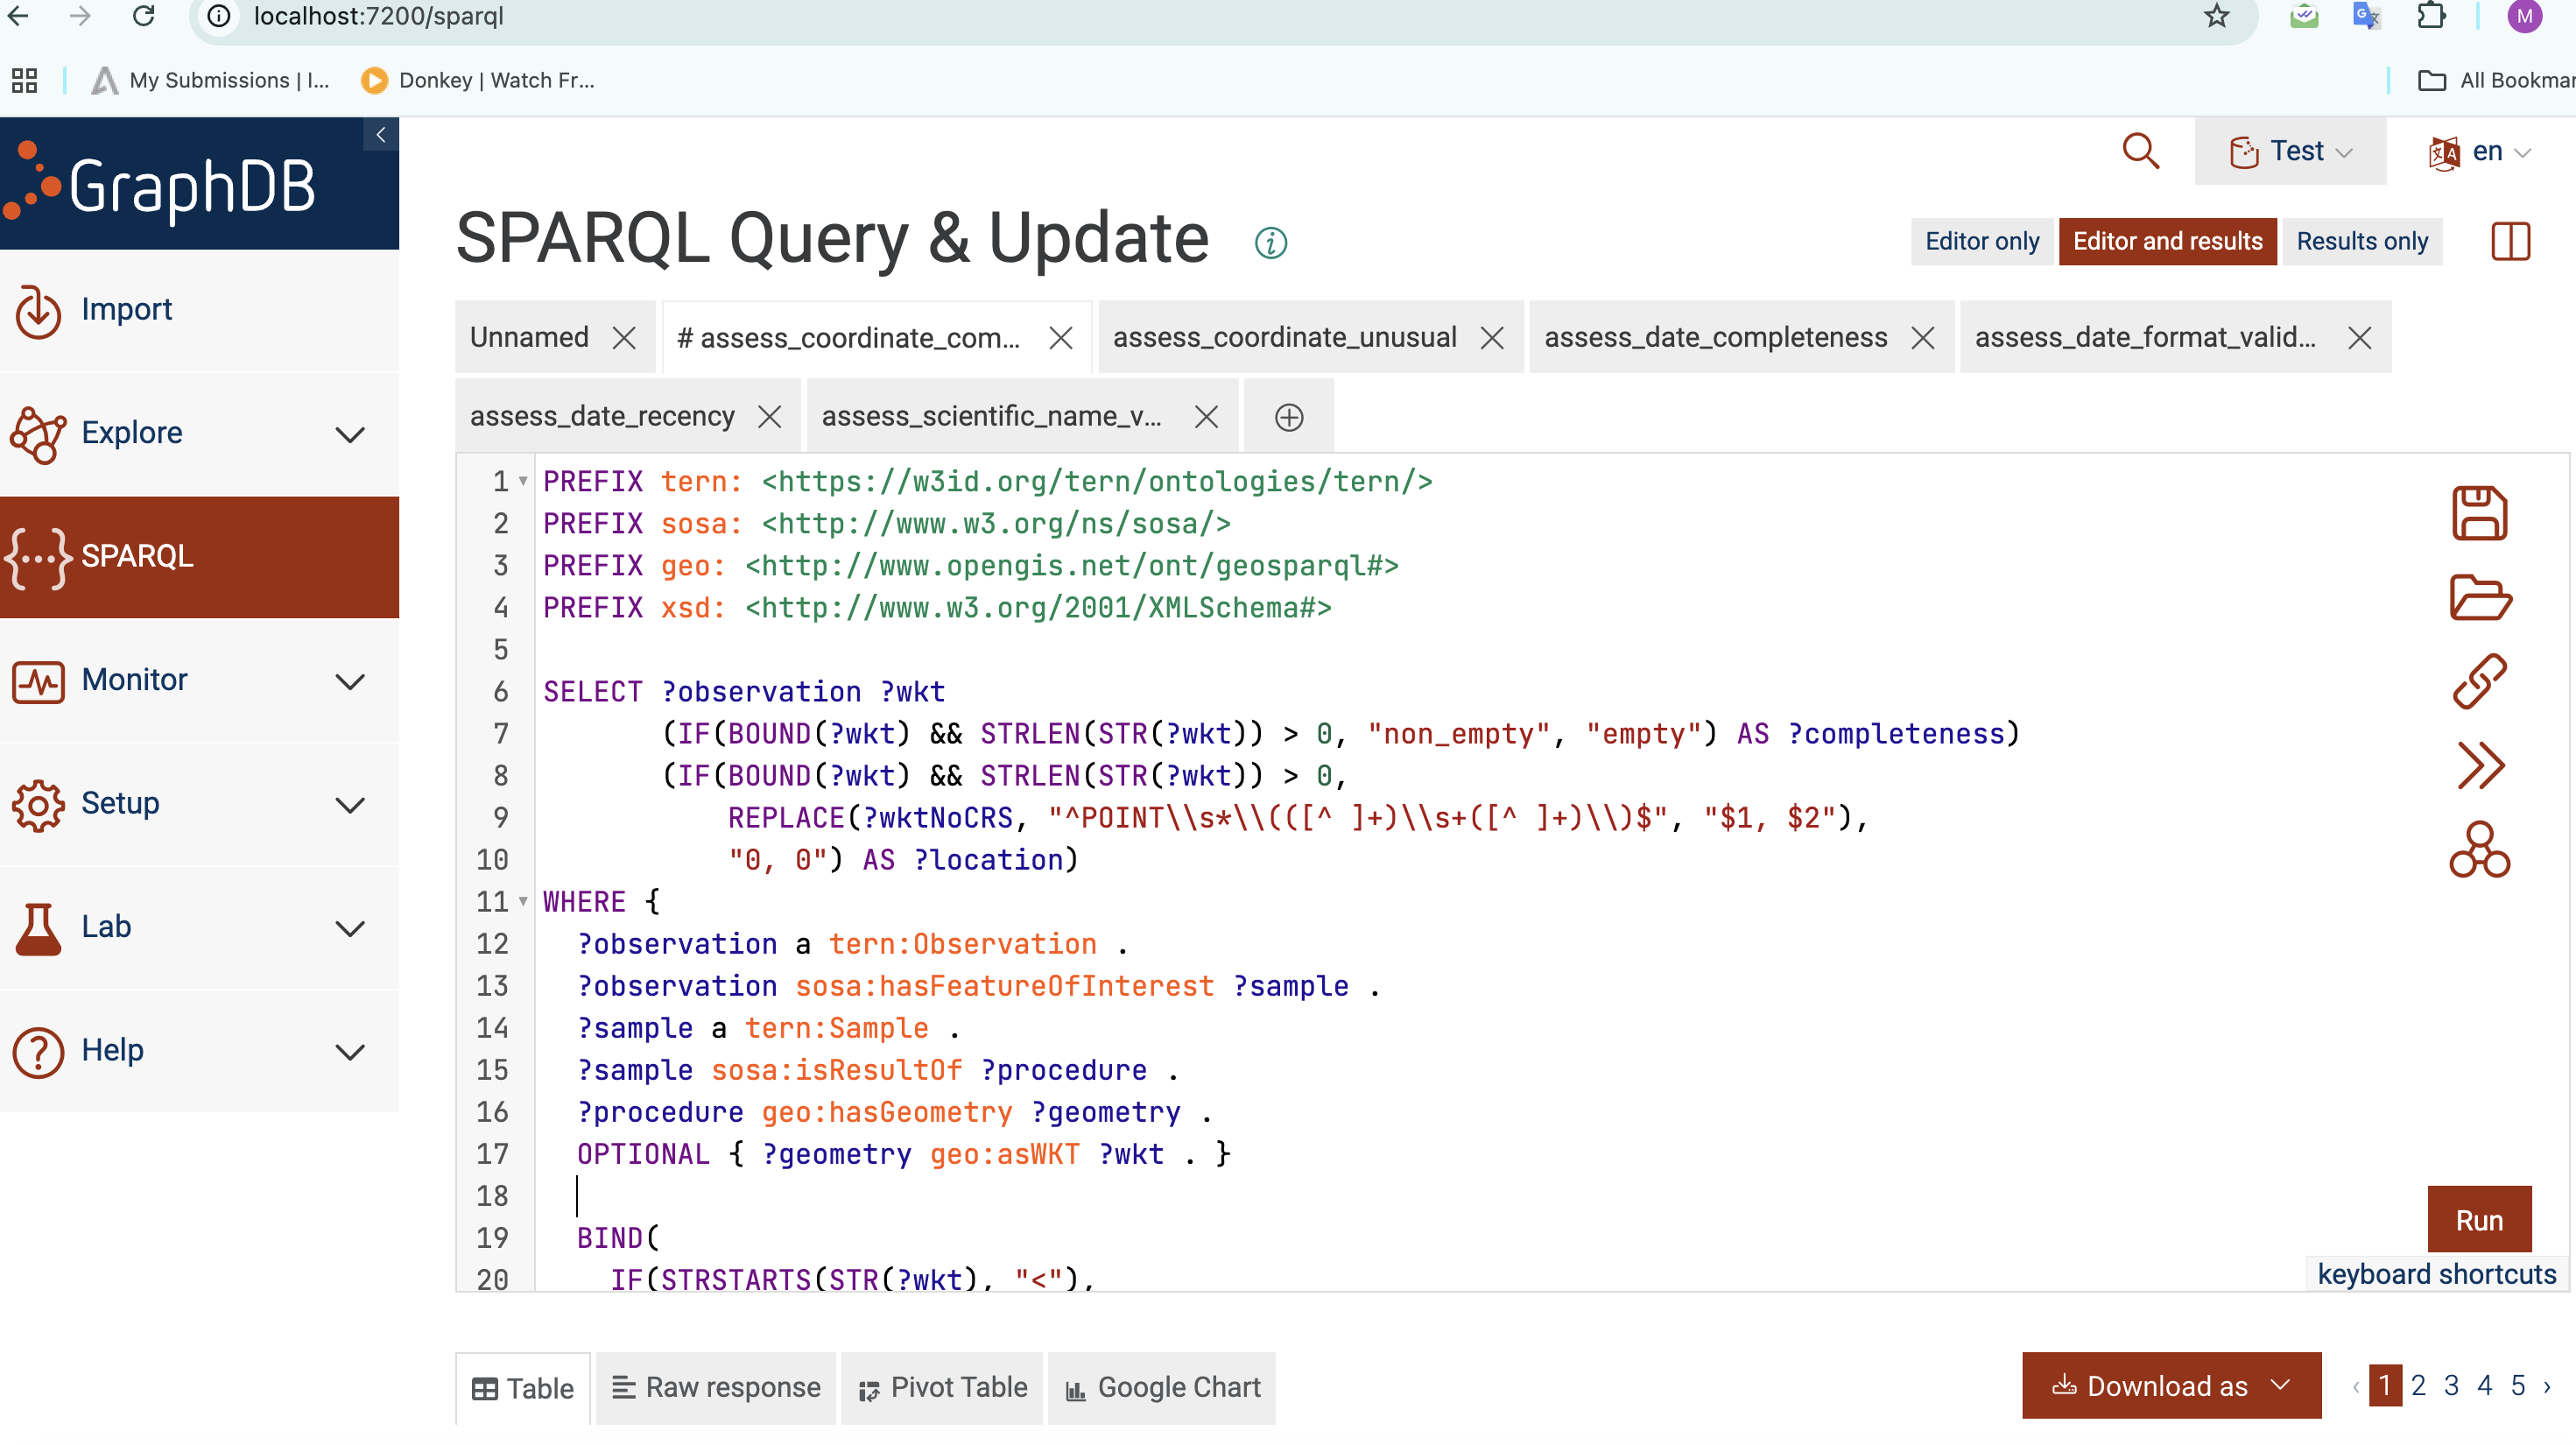 localhost:7200/sparql
M
My Submissions | I...
Donkey | Watch Fr...
GraphDB
Test
en
SPARQL Query & Update
Editor only
Editor and results
Results only
Import
Explore
SPARQL
Monitor
Setup
Lab
Help
Unnamed
# assess_coordinate_com...
assess_coordinate_unusual
assess_date_completeness
assess_date_format_valid...
assess_date_recency
assess_scientific_name_v...
1 PREFIX tern: <https://w3id.org/tern/ontologies/tern/>
2 PREFIX sosa: <http://www.w3.org/ns/sosa/>
3 PREFIX geo: <http://www.opengis.net/ont/geosparql#>
4 PREFIX xsd: <http://www.w3.org/2001/XMLSchema#>
5
6 SELECT ?observation ?wkt
7 (IF(BOUND(?wkt) && STRLEN(STR(?wkt)) > 0, "non_empty", "empty") AS ?completeness)
8 (IF(BOUND(?wkt) && STRLEN(STR(?wkt)) > 0,
9 REPLACE(?wktNoCRS, "^POINT\\s*\\(([^ ]+)\\s+([^ ]+)\\)$", "$1, $2"),
10 "0, 0") AS ?location)
11 WHERE {
12 ?observation a tern:Observation .
13 ?observation sosa:hasFeatureOfInterest ?sample .
14 ?sample a tern:Sample .
15 ?sample sosa:isResultOf ?procedure .
16 ?procedure geo:hasGeometry ?geometry .
17 OPTIONAL { ?geometry geo:asWKT ?wkt . }
18
19 BIND(
20 IF(STRSTARTS(STR(?wkt), "<"),
Run
keyboard shortcuts
Table
Raw response
Pivot Table
Google Chart
Download as
‹ 1 2 3 4 5 ›